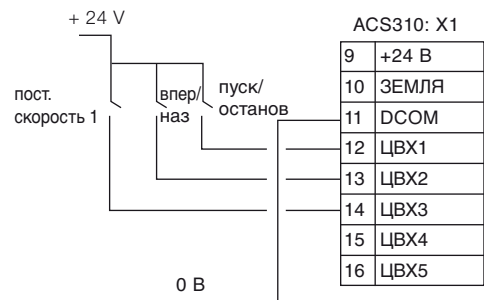 + 24 V
ACS310: X1
9 +24 В
10 ЗЕМЛЯ
11 DCOM
12 ЦВХ1
13 ЦВХ2
14 ЦВХ3
15 ЦВХ4
16 ЦВХ5
пост.
скорость 1
впер/
наз
пуск/
останов
0 В